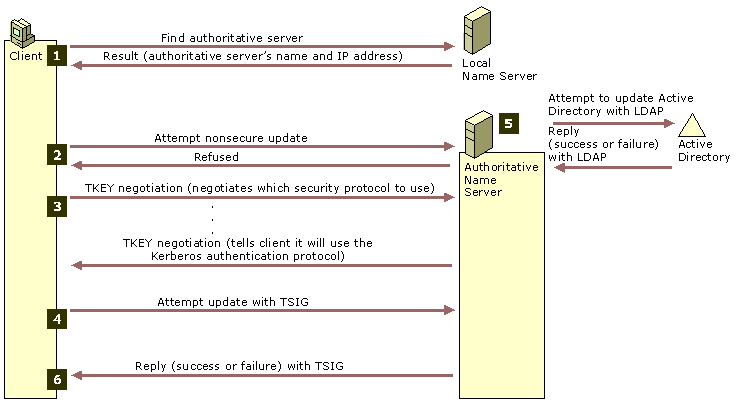 Client
1
Find authoritative server
Result (authoritative server's name and IP address)
Local
Name Server
5
Attempt to update Active
Directory with LDAP
Reply
(success or failure)
with LDAP
Active
Directory
2
Attempt nonsecure update
Refused
Authoritative
Name
Server
3
TKEY negotiation (negotiates which security protocol to use)
.
.
.
TKEY negotiation (tells client it will use the
Kerberos authentication protocol)
4
Attempt update with TSIG
6
Reply (success or failure) with TSIG